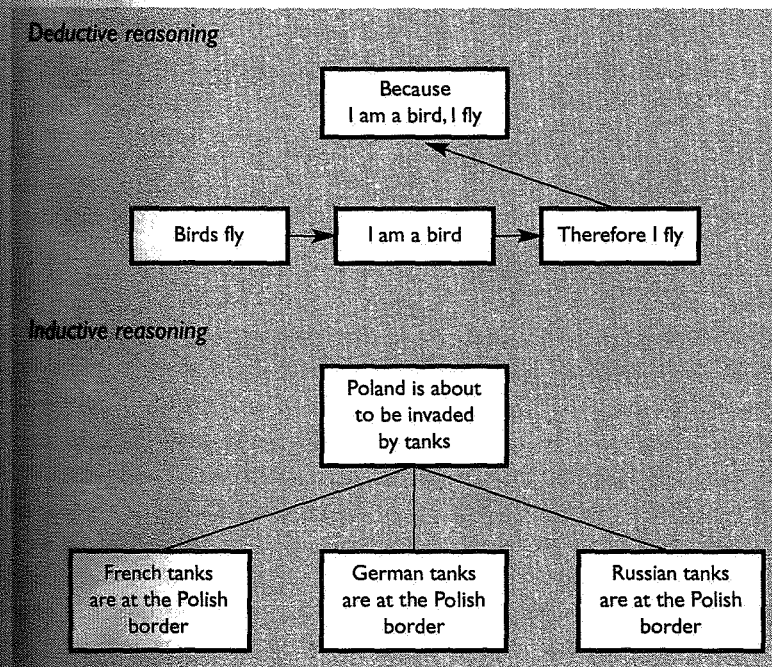 Deductive reasoning
Because
I am a bird, I fly
Birds fly
I am a bird
Therefore I fly
Inductive reasoning
Poland is about
to be invaded
by tanks
French tanks
are at the Polish
border
German tanks
are at the Polish
border
Russian tanks
are at the Polish
border